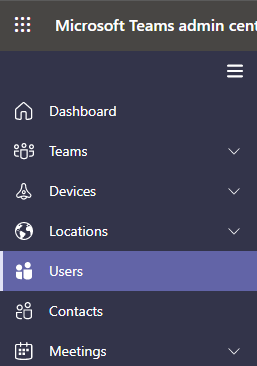 Microsoft Teams admin cent
Dashboard
Teams
Devices
Locations
Users
Contacts
Meetings